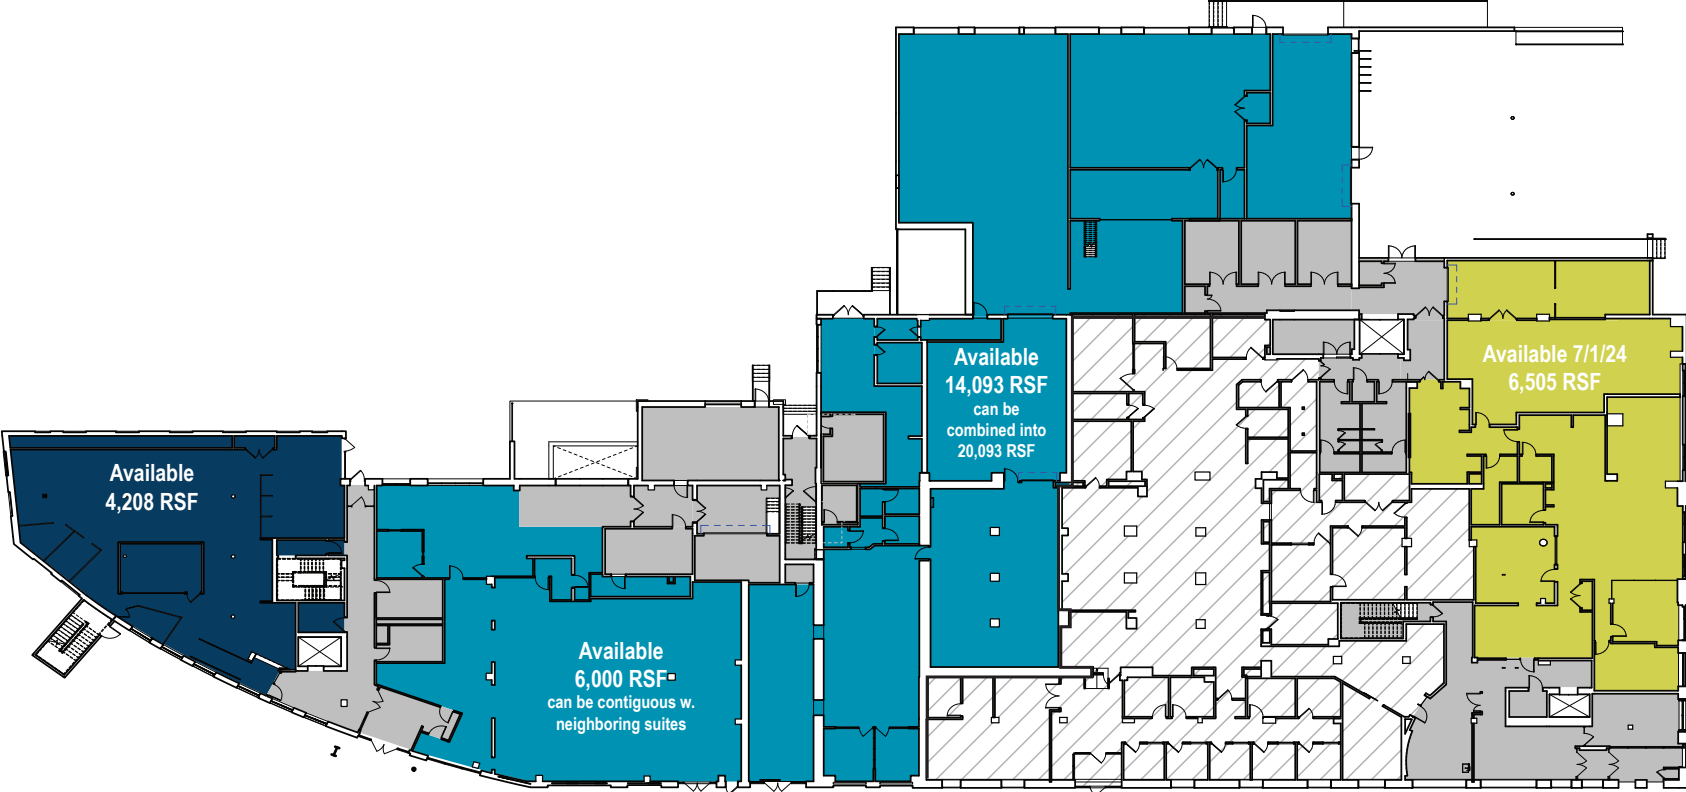 Available
4,208 RSF
Available
6,000 RSF
can be contiguous w.
neighboring suites
Available
14,093 RSF
can be
combined into
20,093 RSF
Available 7/1/24
6,505 RSF